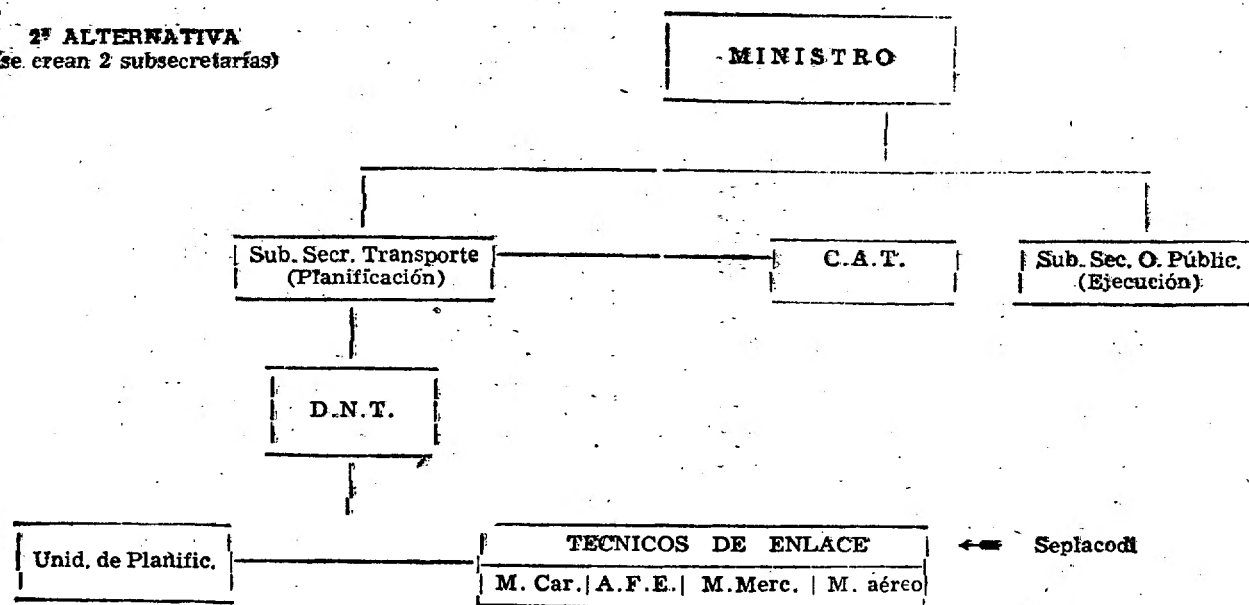 2ª ALTERNATIVA
(se crean 2 subsecretarías)
MINISTRO
Sub. Secr. Transporte
(Planificación)
C.A.T.
Sub. Sec. O. Públic.
(Ejecución)
D.N.T.
Unid. de Planific.
TECNICOS DE ENLACE
M. Car. | A.F.E. | M.Merc. | M. aéreo
Seplacodi